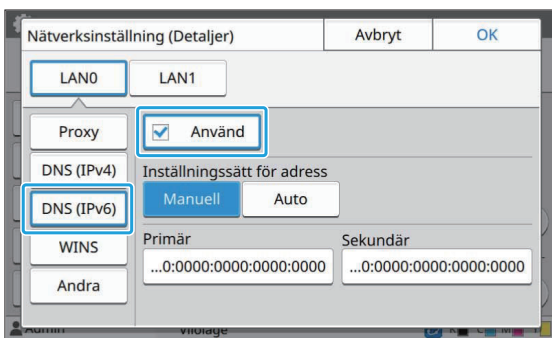 Nätverksinställning (Detaljer) Avbryt OK
LAN0 LAN1
Proxy Använd
DNS (IPv4) Inställningssätt för adress
Manuell Auto
DNS (IPv6)
Primär Sekundär
WINS
...0:0000:0000:0000:0000 ...0:0000:0000:0000:0000
Andra
Admin Viloläge K C M